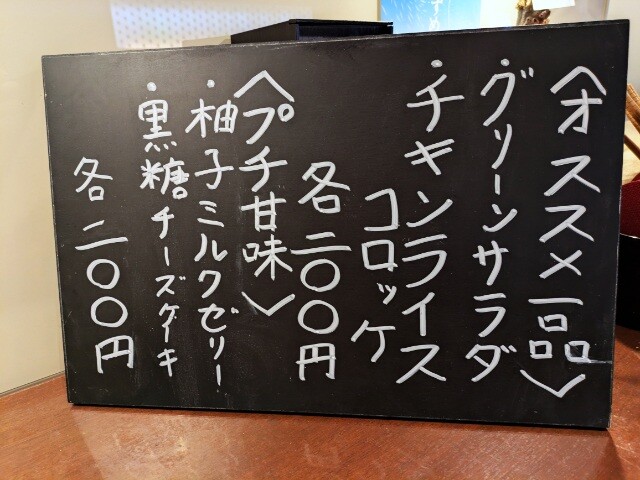 〈オススメ一品〉
・グリーンサラダ
・チキンライス
コロッケ
各二〇〇円
〈プチ甘味〉
・柚子ミルクゼリー
・黒糖チーズケーキ
各二〇〇円